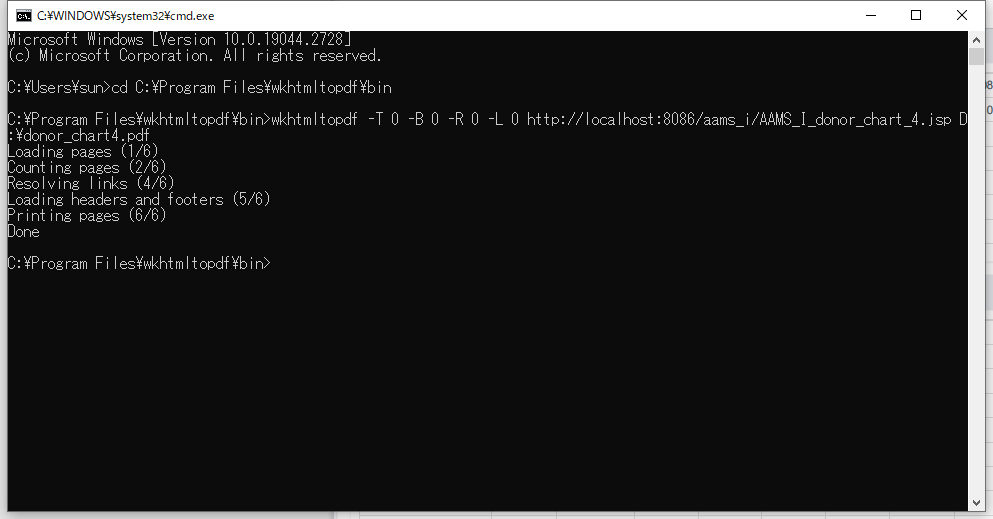 C:¥WINDOWS¥system32¥cmd.exe
Microsoft Windows [Version 10.0.19044.2728]
(c) Microsoft Corporation. All rights reserved.
C:¥Users¥sun>cd C:¥Program Files¥wkhtmltopdf¥bin
C:¥Program Files¥wkhtmltopdf¥bin>wkhtmltopdf -T 0 -B 0 -R 0 -L 0 http://localhost:8086/aams_i/AAMS_I_donor_chart_4.jsp D
:¥donor_chart4.pdf
Loading pages (1/6)
Counting pages (2/6)
Resolving links (4/6)
Loading headers and footers (5/6)
Printing pages (6/6)
Done
C:¥Program Files¥wkhtmltopdf¥bin>